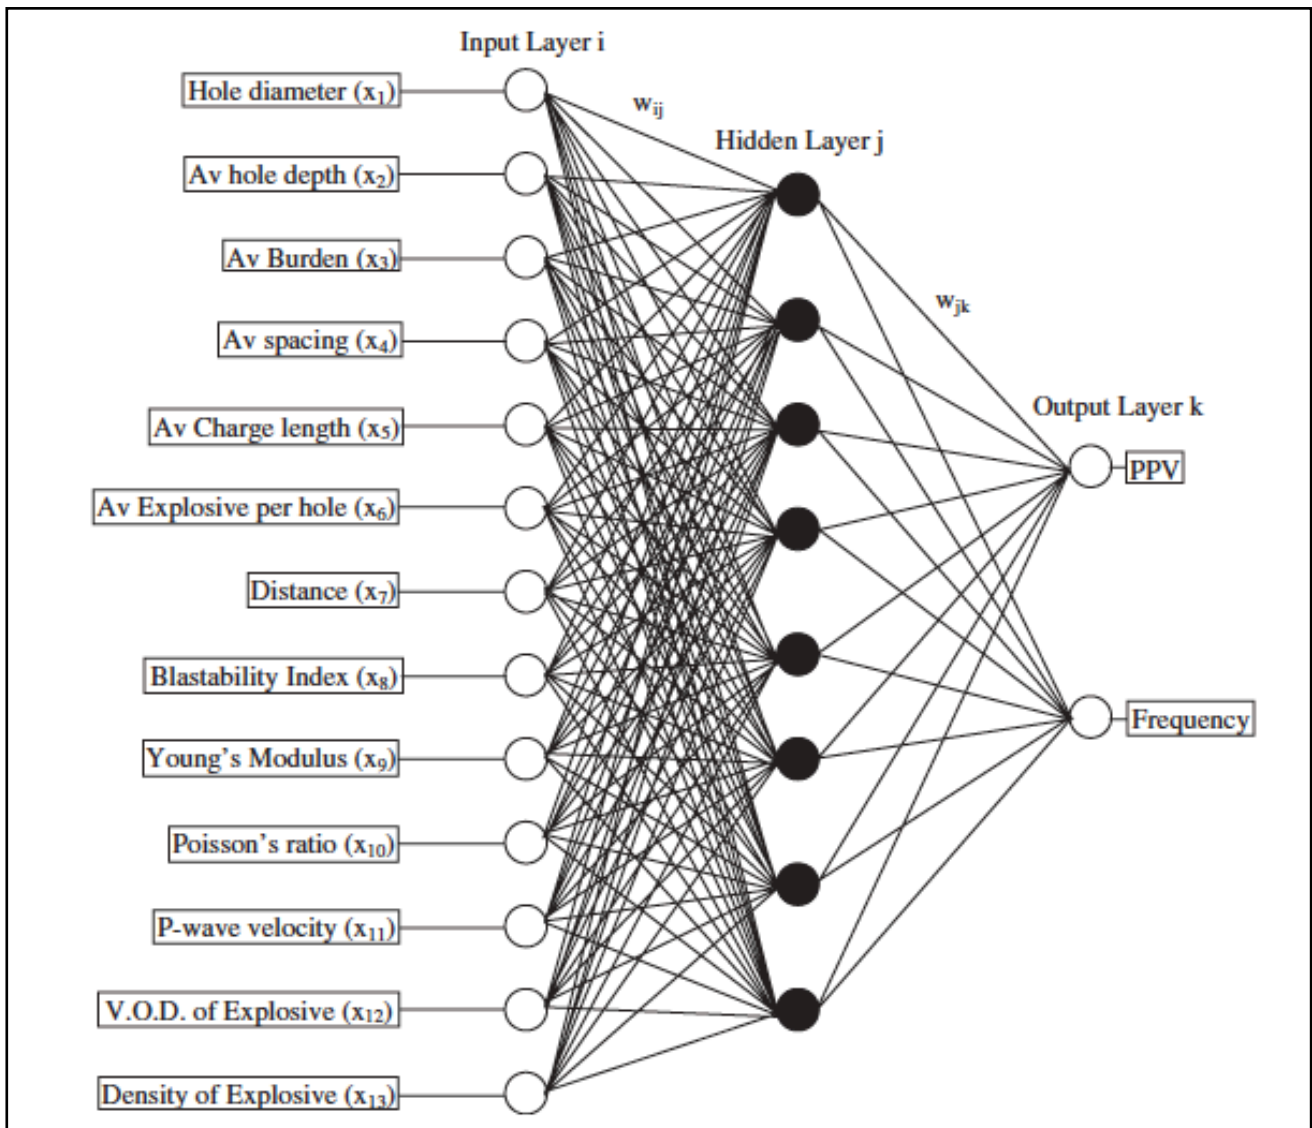 Input Layer i
Hole diameter (x1)
wij
Hidden Layer j
Av hole depth (x2)
Av Burden (x3)
Av spacing (x4)
wjk
Output Layer k
Av Charge length (x5)
PPV
Av Explosive per hole (x6)
Distance (x7)
Blastability Index (x8)
Frequency
Young's Modulus (x9)
Poisson's ratio (x10)
P-wave velocity (x11)
V.O.D. of Explosive (x12)
Density of Explosive (x13)